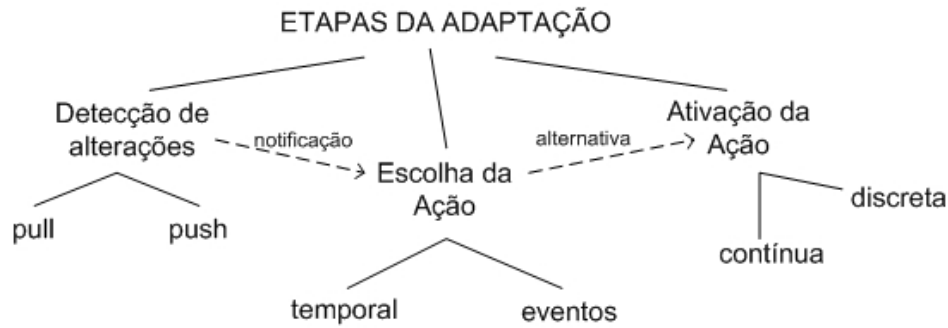 ETAPAS DA ADAPTAÇÃO
Detecção de
alterações
notificação
Escolha da
Ação
alternativa
Ativação da
Ação
pull
push
temporal
eventos
contínua
discreta